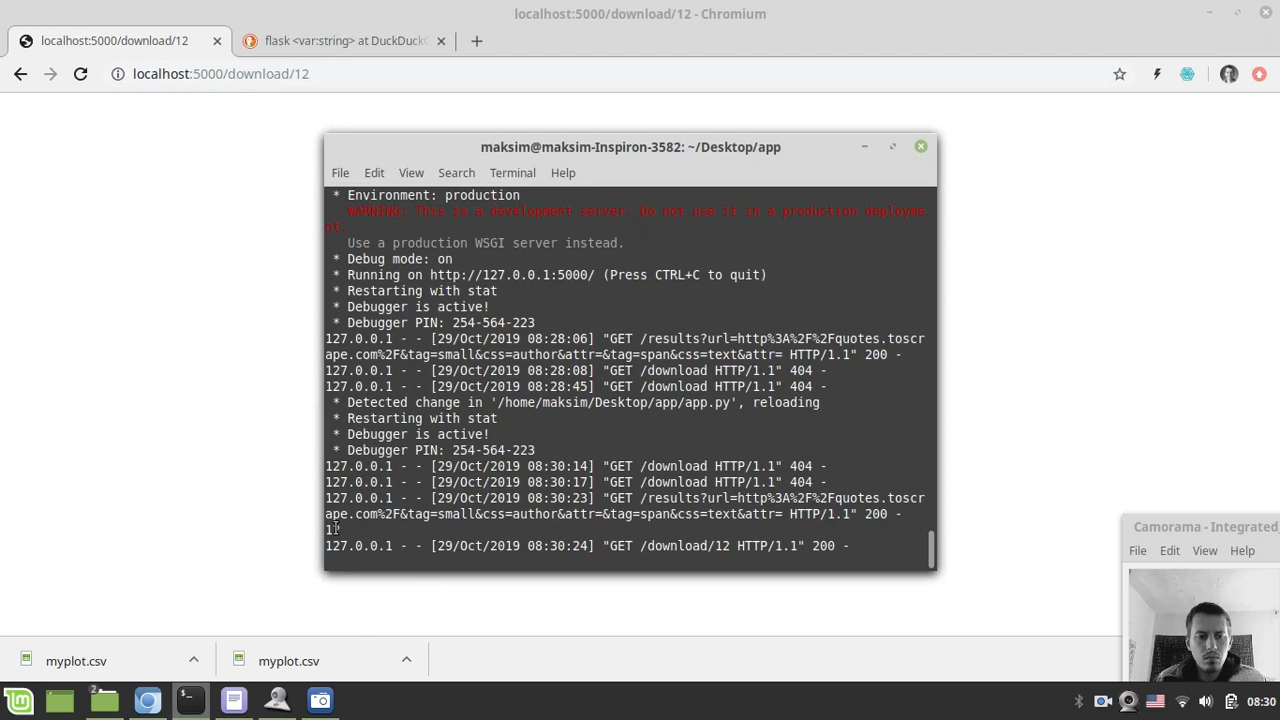 localhost:5000/download/12 - Chromium
localhost:5000/download/12
flask <var:string> at DuckDuckG
localhost:5000/download/12
maksim@maksim-Inspiron-3582: ~/Desktop/app
File Edit View Search Terminal Help
* Environment: production
WARNING: This is a development server. Do not use it in a production deployme
nt.
Use a production WSGI server instead.
* Debug mode: on
* Running on http://127.0.0.1:5000/ (Press CTRL+C to quit)
* Restarting with stat
* Debugger is active!
* Debugger PIN: 254-564-223
127.0.0.1 - - [29/Oct/2019 08:28:06] "GET /results?url=http%3A%2F%2Fquotes.toscr
ape.com%2F&tag=small&css=author&attr=&tag=span&css=text&attr= HTTP/1.1" 200 -
127.0.0.1 - - [29/Oct/2019 08:28:08] "GET /download HTTP/1.1" 404 -
127.0.0.1 - - [29/Oct/2019 08:28:45] "GET /download HTTP/1.1" 404 -
* Detected change in '/home/maksim/Desktop/app/app.py', reloading
* Restarting with stat
* Debugger is active!
* Debugger PIN: 254-564-223
127.0.0.1 - - [29/Oct/2019 08:30:14] "GET /download HTTP/1.1" 404 -
127.0.0.1 - - [29/Oct/2019 08:30:17] "GET /download HTTP/1.1" 404 -
127.0.0.1 - - [29/Oct/2019 08:30:23] "GET /results?url=http%3A%2F%2Fquotes.toscr
ape.com%2F&tag=small&css=author&attr=&tag=span&css=text&attr= HTTP/1.1" 200 -
127.0.0.1 - - [29/Oct/2019 08:30:24] "GET /download/12 HTTP/1.1" 200 -
Camorama - Integrated
File Edit View Help
myplot.csv
myplot.csv
2
08:30